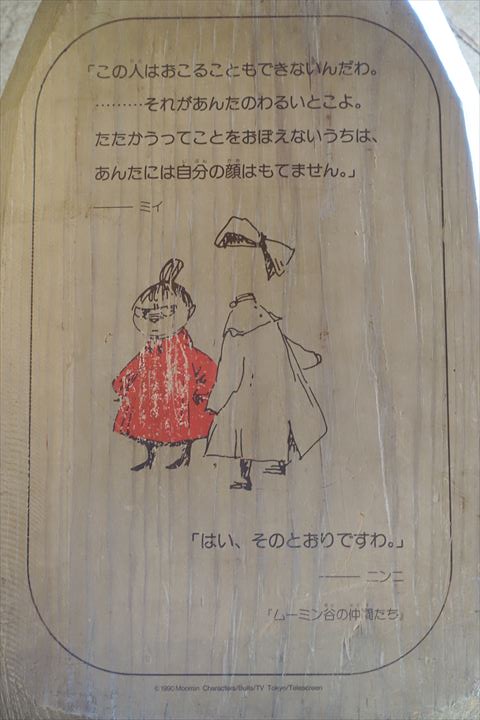 「この人はおこることもできないんだわ。
………それがあんたのわるいとこよ。
たたかうってことをおぼえないうちは、
あんたには自分の顔はもてません。」
――― ミイ
「はい、そのとおりですわ。」
――― ニンニ
『ムーミン谷の仲間たち』
© 1990 Moomin Characters/Bulls/TV Tokyo/Telescreen